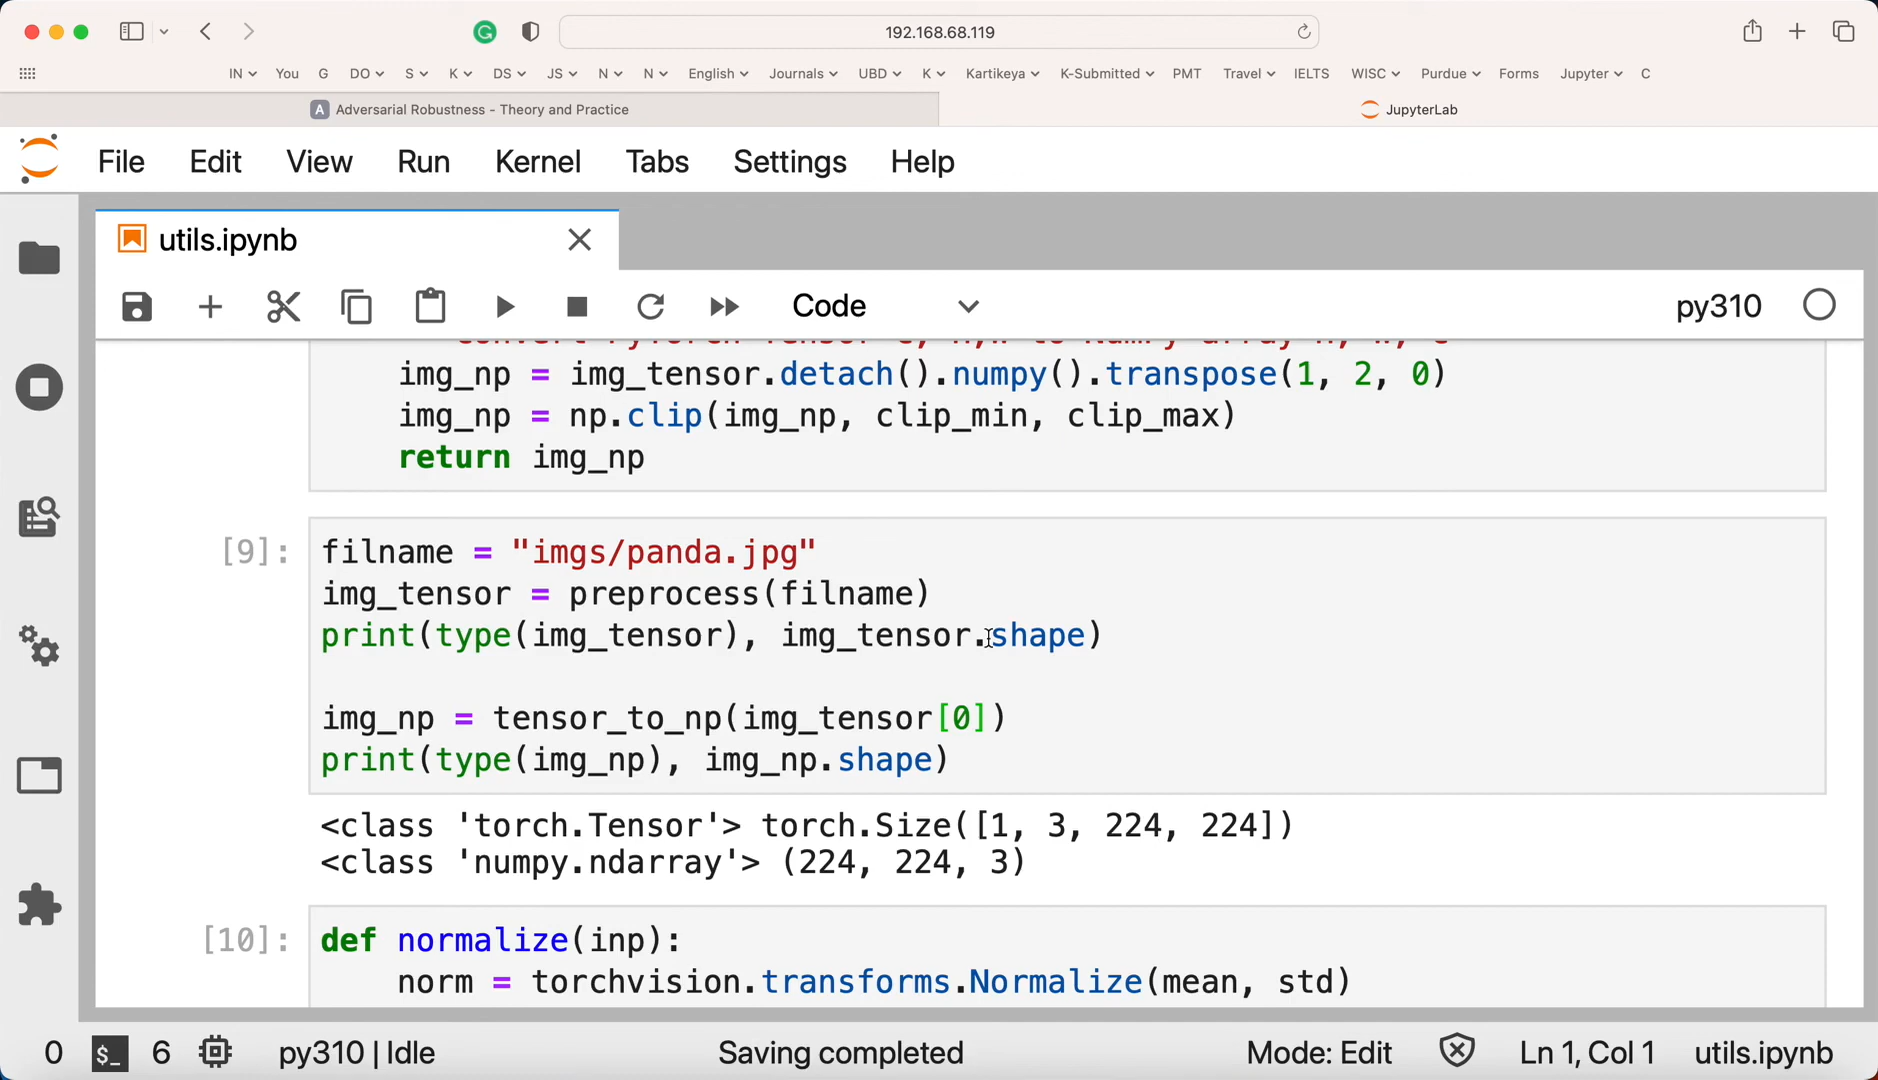 192.168.68.119
IN You G DO S K DS JS N N English Journals UBD K Kartikeya K-Submitted PMT Travel IELTS WISC Purdue Forms Jupyter C
A Adversarial Robustness - Theory and Practice JupyterLab
File Edit View Run Kernel Tabs Settings Help
utils.ipynb
Code py310
img_np = img_tensor.detach().numpy().transpose(1, 2, 0)
img_np = np.clip(img_np, clip_min, clip_max)
return img_np
[9]: filname = "imgs/panda.jpg"
img_tensor = preprocess(filname)
print(type(img_tensor), img_tensor.shape)
img_np = tensor_to_np(img_tensor[0])
print(type(img_np), img_np.shape)
<class 'torch.Tensor'> torch.Size([1, 3, 224, 224])
<class 'numpy.ndarray'> (224, 224, 3)
[10]: def normalize(inp):
norm = torchvision.transforms.Normalize(mean, std)
0 $_ 6 py310 | Idle Saving completed Mode: Edit Ln 1, Col 1 utils.ipynb